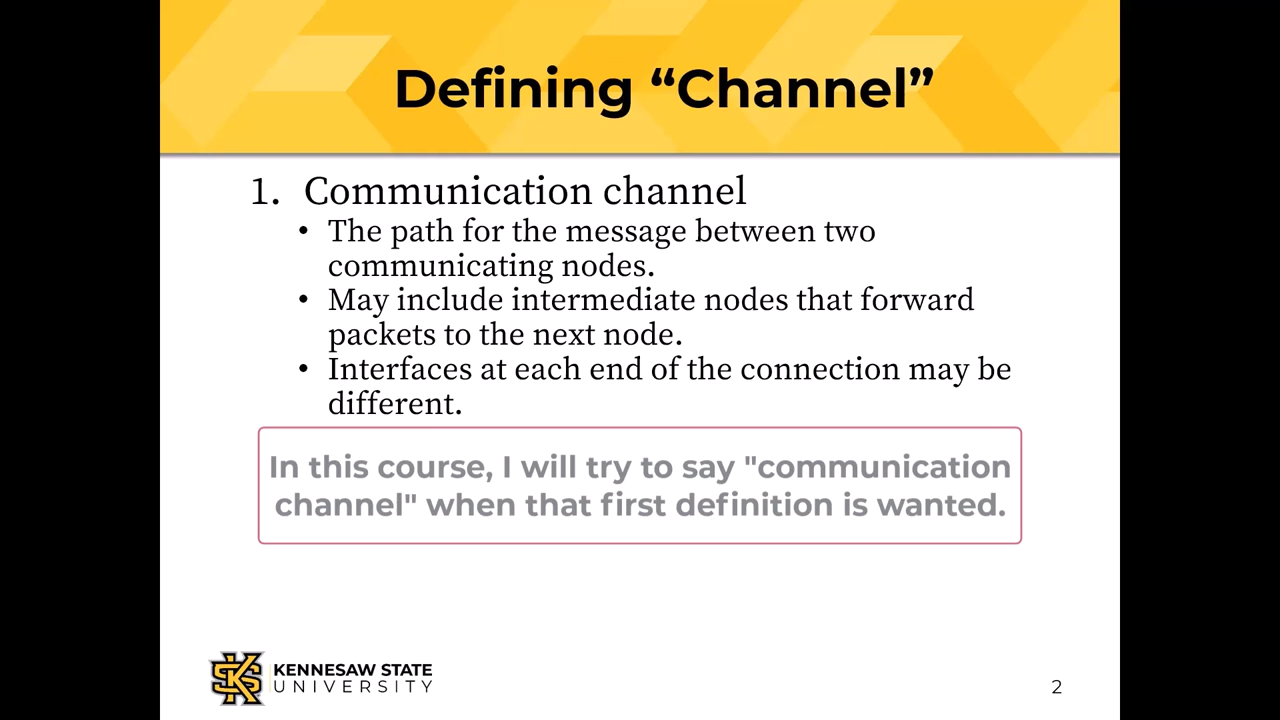 Defining “Channel”
1. Communication channel
• The path for the message between two
communicating nodes.
• May include intermediate nodes that forward
packets to the next node.
• Interfaces at each end of the connection may be
different.
In this course, I will try to say "communication
channel" when that first definition is wanted.
KENNESAW STATE
UNIVERSITY
2